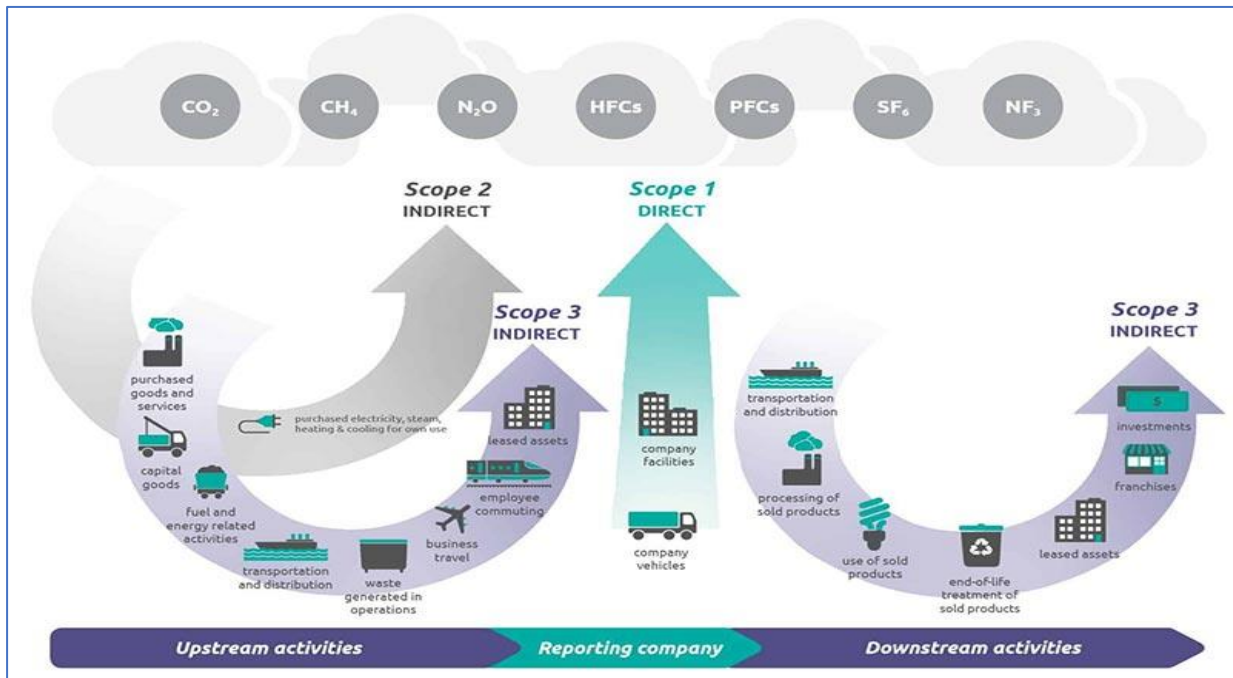 CO₂
CH₄
N₂O
HFCs
PFCs
SF₆
NF₃
Scope 2
INDIRECT
Scope 1
DIRECT
Scope 3
INDIRECT
Scope 3
INDIRECT
purchased
goods and
services
capital
goods
fuel and
energy related
activities
transportation
and distribution
waste
generated in
operations
business
travel
employee
commuting
leased assets
purchased electricity, steam,
heating & cooling for own use
company
facilities
company
vehicles
transportation
and distribution
processing of
sold products
use of sold
products
end-of-life
treatment of
sold products
leased assets
franchises
$
investments
Upstream activities
Reporting company
Downstream activities